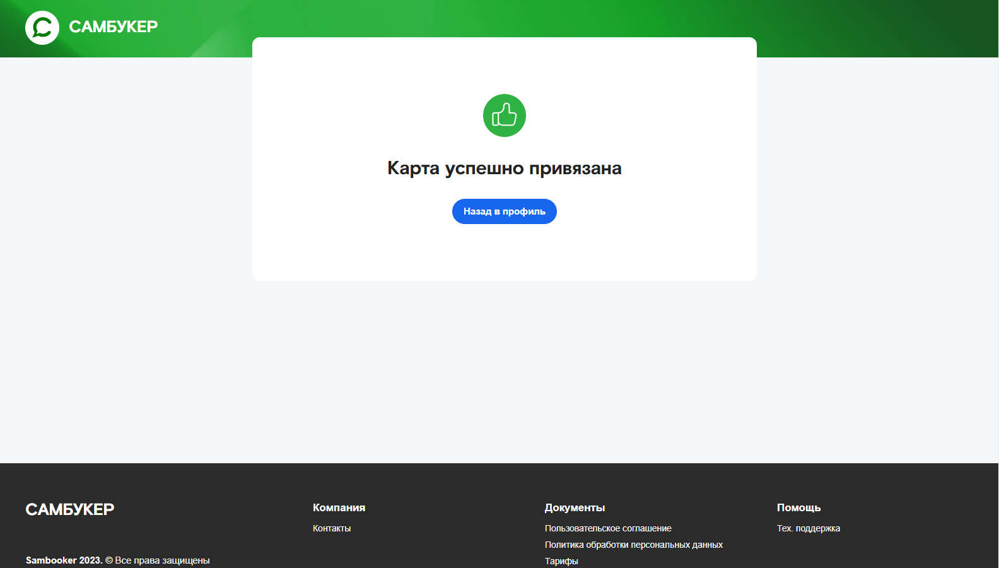 САМБУКЕР
Карта успешно привязана
Назад в профиль
САМБУКЕР
Sambooker 2023. © Все права защищены
Компания
Контакты
Документы
Пользовательское соглашение
Политика обработки персональных данных
Тарифы
Помощь
Тех. поддержка